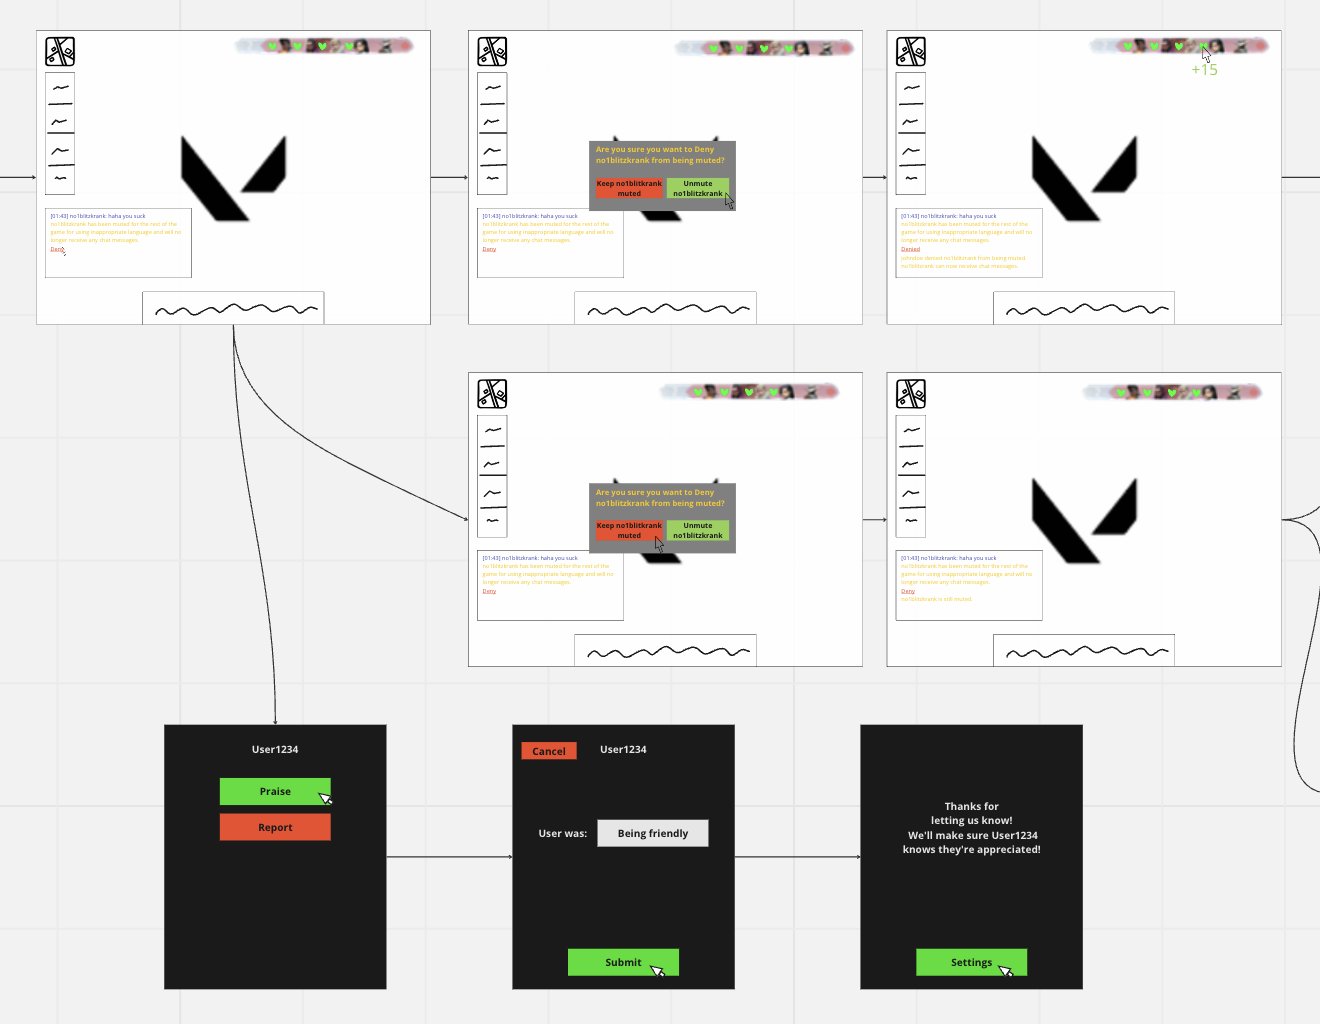 [01:43] no1blitzkrank: haha you suck
no1blitzkrank has been muted for the rest of the
game for using inappropriate language and will no
longer receive any chat messages.
Deny
Are you sure you want to Deny
no1blitzkrank from being muted?
Keep no1blitkrank
muted
Unmute
no1blitzkrank
[01:43] no1blitzkrank: haha you suck
no1blitzkrank has been muted for the rest of the
game for using inappropriate language and will no
longer receive any chat messages.
Deny
+15
[01:43] no1blitzkrank: haha you suck
no1blitzkrank has been muted for the rest of the
game for using inappropriate language and will no
longer receive any chat messages.
Denied
johndoe denied no1blitzkrank from being muted.
no1blitzkrank can now receive chat messages.
Are you sure you want to Deny
no1blitzkrank from being muted?
Keep no1blitkrank
muted
Unmute
no1blitzkrank
[01:43] no1blitzkrank: haha you suck
no1blitzkrank has been muted for the rest of the
game for using inappropriate language and will no
longer receive any chat messages.
Deny
[01:43] no1blitzkrank: haha you suck
no1blitzkrank has been muted for the rest of the
game for using inappropriate language and will no
longer receive any chat messages.
Deny
no1blitzkrank is still muted.
User1234
Praise
Report
Cancel
User1234
User was:
Being friendly
Submit
Thanks for
letting us know!
We'll make sure User1234
knows they're appreciated!
Settings